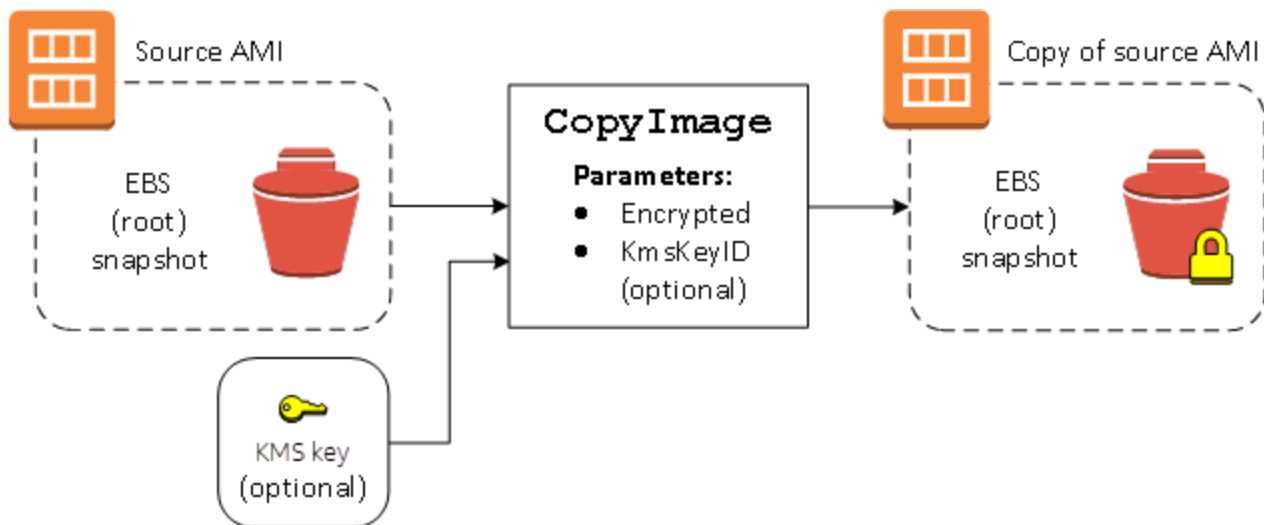 Source AMI
EBS
(root)
snapshot
KMS key
(optional)
CopyImage
Parameters:
● Encrypted
● KmsKeyID
(optional)
Copy of source AMI
EBS
(root)
snapshot